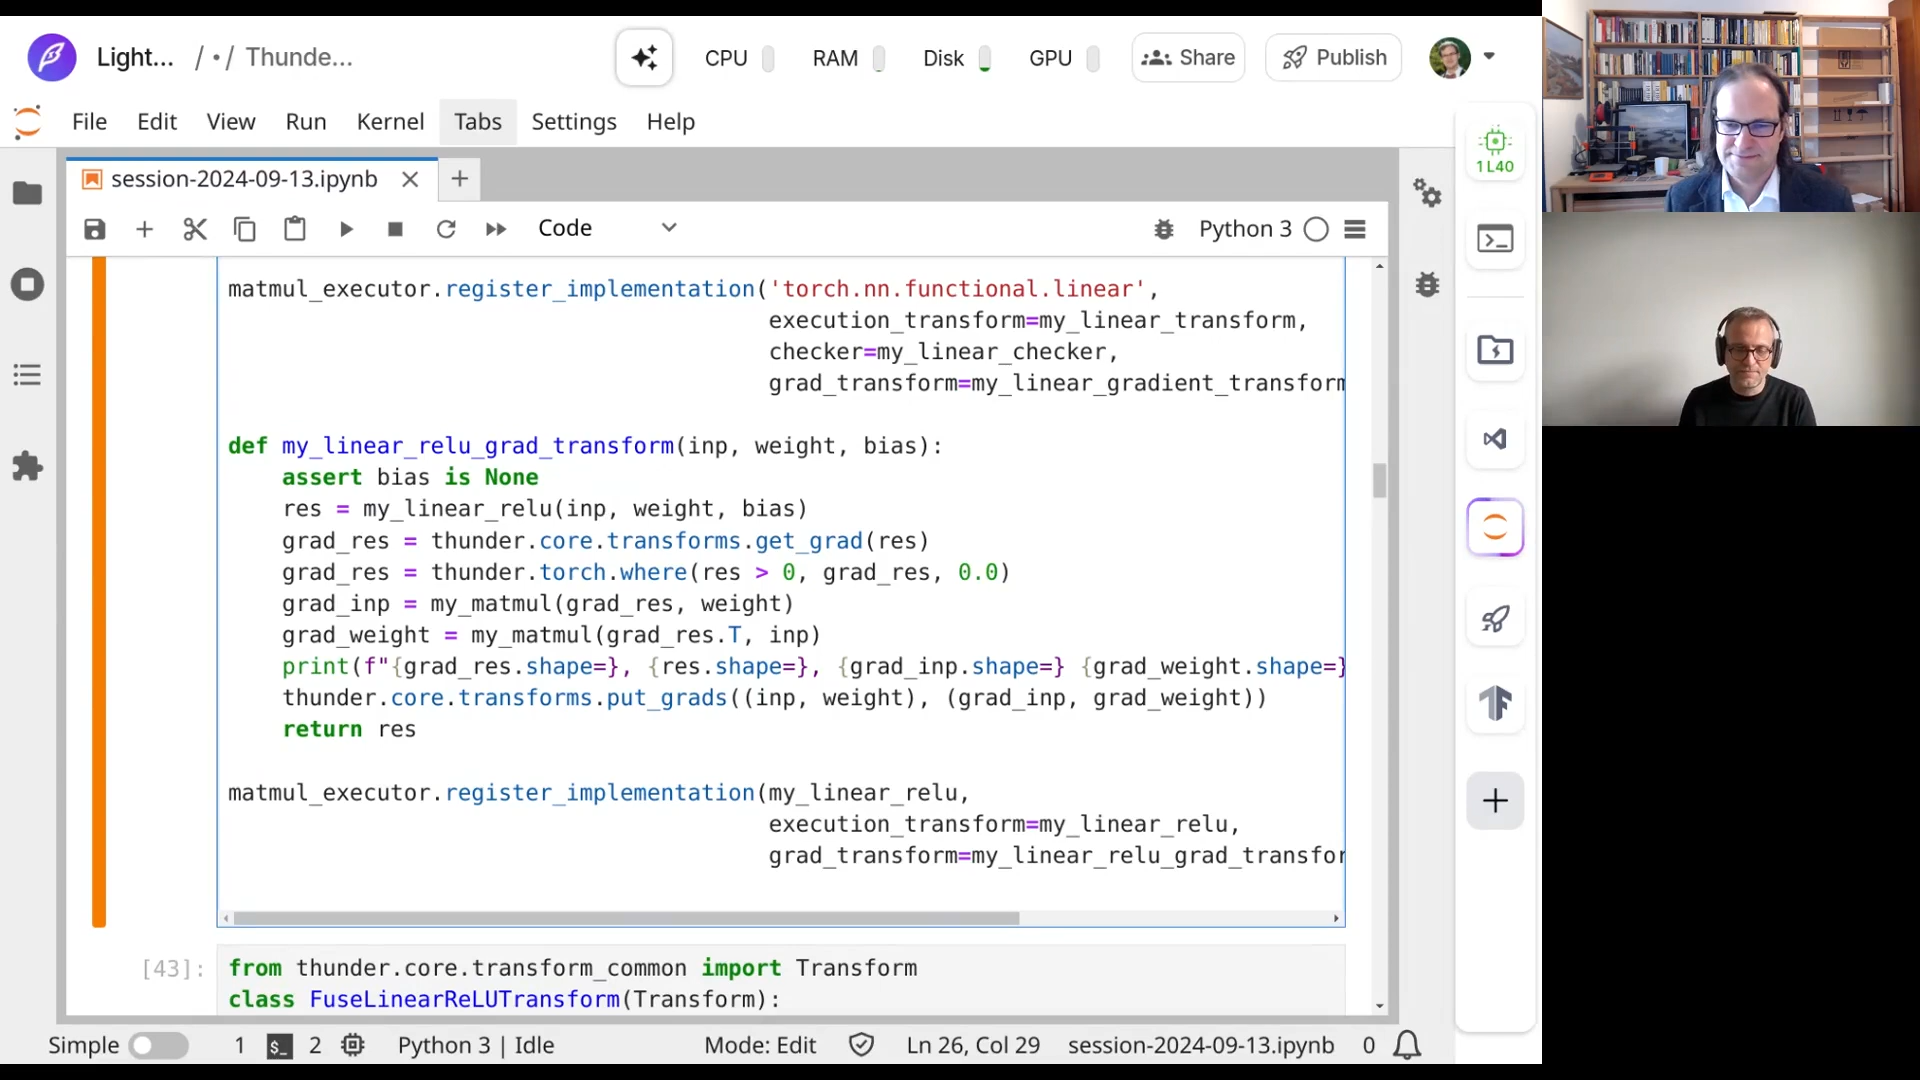 Light... / • / Thunde...
CPU RAM Disk GPU Share Publish
File Edit View Run Kernel Tabs Settings Help
session-2024-09-13.ipynb
Code Python 3
1 L40
matmul_executor.register_implementation('torch.nn.functional.linear',
execution_transform=my_linear_transform,
checker=my_linear_checker,
grad_transform=my_linear_gradient_transform
def my_linear_relu_grad_transform(inp, weight, bias):
assert bias is None
res = my_linear_relu(inp, weight, bias)
grad_res = thunder.core.transforms.get_grad(res)
grad_res = thunder.torch.where(res > 0, grad_res, 0.0)
grad_inp = my_matmul(grad_res, weight)
grad_weight = my_matmul(grad_res.T, inp)
print(f"{grad_res.shape=}, {res.shape=}, {grad_inp.shape=} {grad_weight.shape=}
thunder.core.transforms.put_grads((inp, weight), (grad_inp, grad_weight))
return res
matmul_executor.register_implementation(my_linear_relu,
execution_transform=my_linear_relu,
grad_transform=my_linear_relu_grad_transfor
[43]: from thunder.core.transform_common import Transform
class FuseLinearReLUTransform(Transform):
Simple 1 $_ 2 Python 3 | Idle Mode: Edit Ln 26, Col 29 session-2024-09-13.ipynb 0